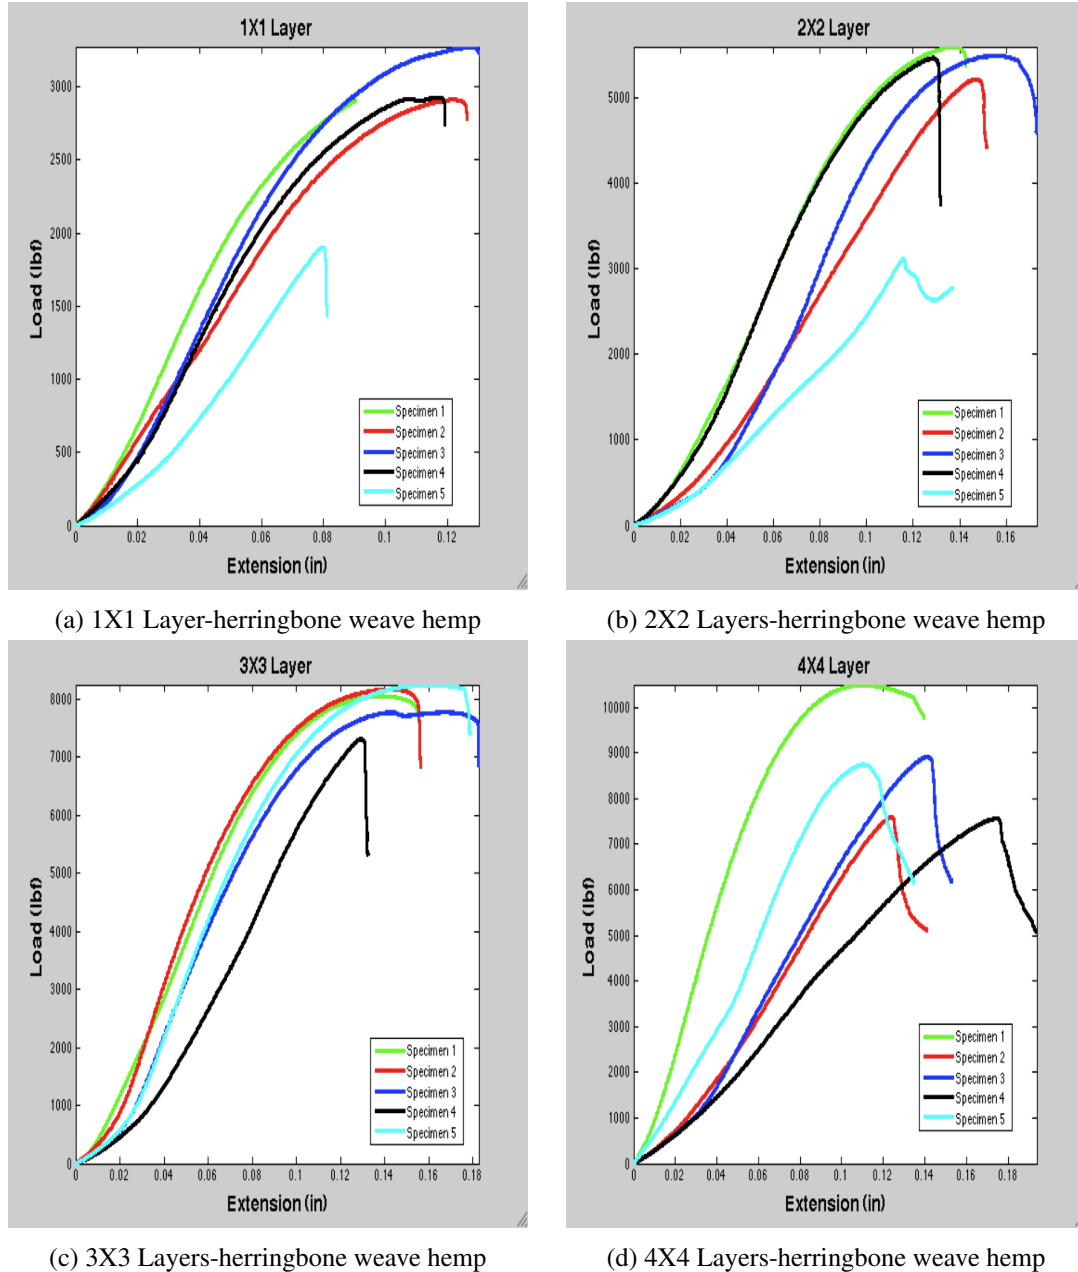 1X1 Layer
3000
2500
2000
1500
1000
500
0
Load (lbf)
0 0.02 0.04 0.06 0.08 0.1 0.12
Extension (in)
Specimen 1
Specimen 2
Specimen 3
Specimen 4
Specimen 5
(a) 1X1 Layer-herringbone weave hemp
2X2 Layer
5000
4000
3000
2000
1000
0
Load (lbf)
0 0.02 0.04 0.06 0.08 0.1 0.12 0.14 0.16
Extension (in)
Specimen 1
Specimen 2
Specimen 3
Specimen 4
Specimen 5
(b) 2X2 Layers-herringbone weave hemp
3X3 Layer
8000
7000
6000
5000
4000
3000
2000
1000
0
Load (lbf)
0 0.02 0.04 0.06 0.08 0.1 0.12 0.14 0.16 0.18
Extension (in)
Specimen 1
Specimen 2
Specimen 3
Specimen 4
Specimen 5
(c) 3X3 Layers-herringbone weave hemp
4X4 Layer
10000
9000
8000
7000
6000
5000
4000
3000
2000
1000
0
Load (lbf)
0 0.02 0.04 0.06 0.08 0.1 0.12 0.14 0.16 0.18
Extension (in)
Specimen 1
Specimen 2
Specimen 3
Specimen 4
Specimen 5
(d) 4X4 Layers-herringbone weave hemp